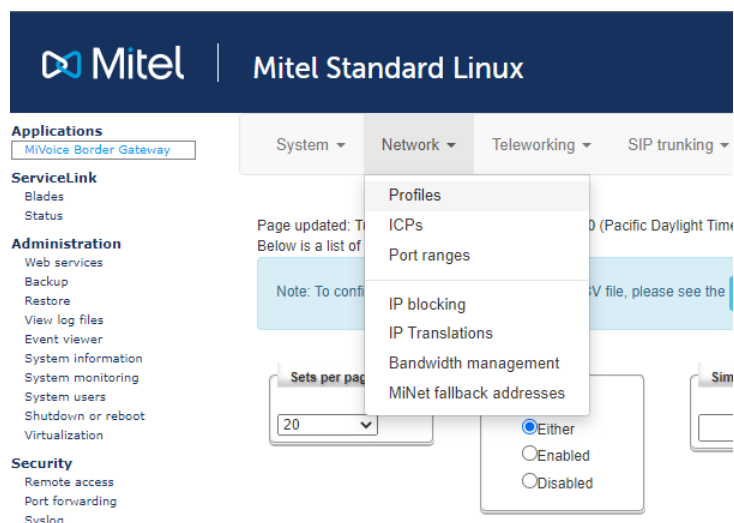 Mitel
Mitel Standard Linux
Applications
MiVoice Border Gateway
ServiceLink
Blades
Status
Administration
Web services
Backup
Restore
View log files
Event viewer
System information
System monitoring
System users
Shutdown or reboot
Virtualization
Security
Remote access
Port forwarding
Syslog
System
Network
Teleworking
SIP trunking
Profiles
ICPs
Port ranges
IP blocking
IP Translations
Bandwidth management
MiNet fallback addresses
Page updated: T 0 (Pacific Daylight Time
Below is a list of
Note: To confi V file, please see the
Sets per pag
20
Either
Enabled
Disabled
Sim